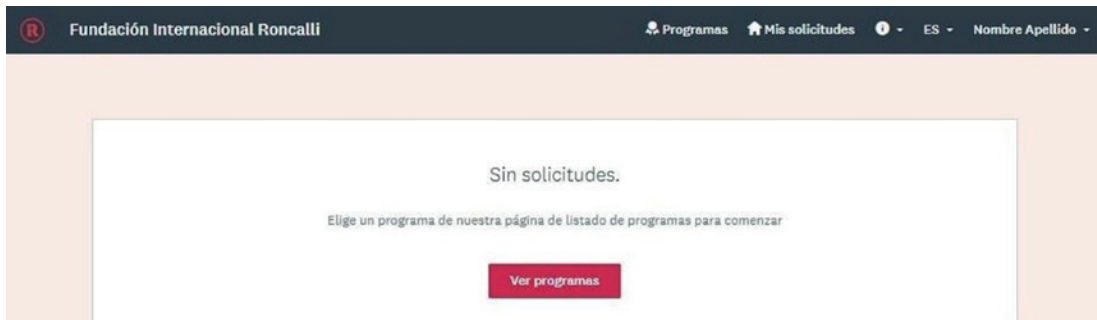 R Fundación Internacional Roncalli Programas Mis solicitudes ES Nombre Apellido
Sin solicitudes.
Elige un programa de nuestra página de listado de programas para comenzar
Ver programas